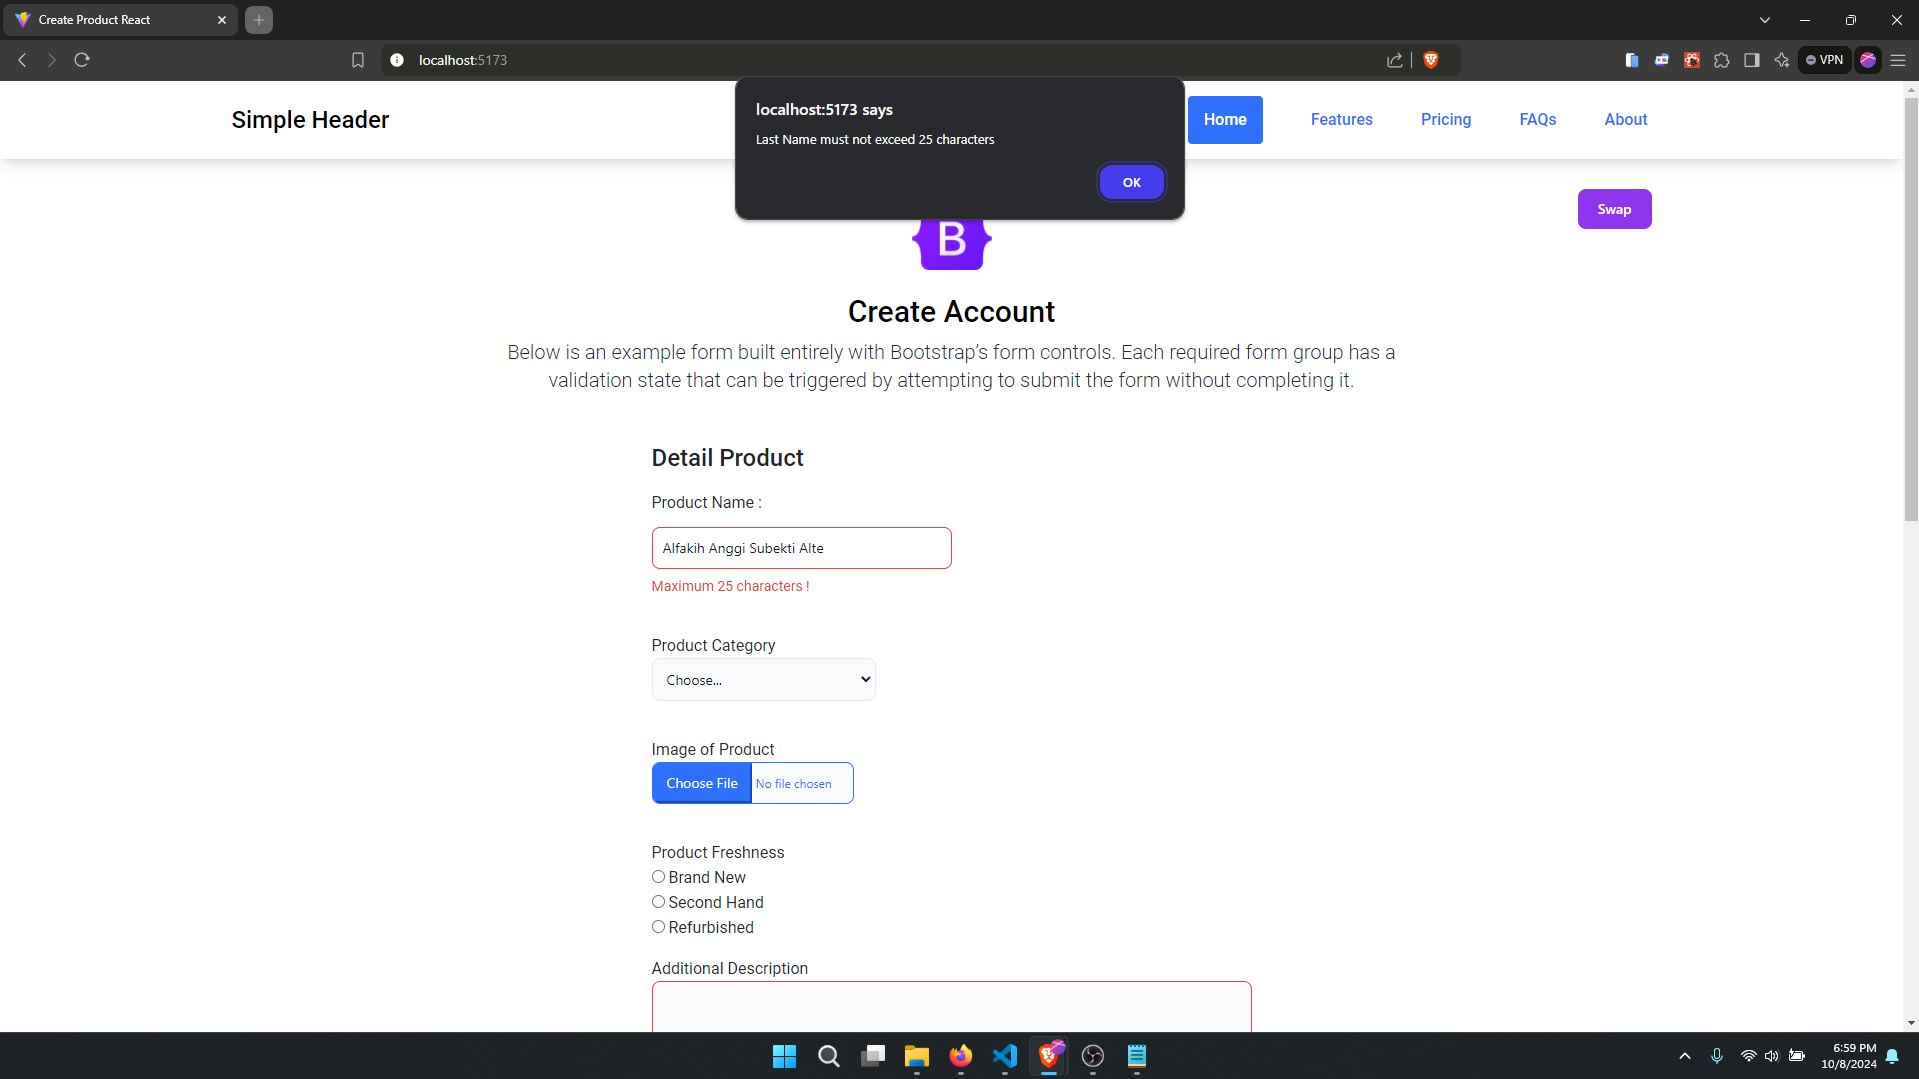 Create Product React
localhost:5173
VPN
Simple Header
Home
Features
Pricing
FAQs
About
localhost:5173 says
Last Name must not exceed 25 characters
OK
Swap
B
Create Account
Below is an example form built entirely with Bootstrap’s form controls. Each required form group has a
validation state that can be triggered by attempting to submit the form without completing it.
Detail Product
Product Name :
Alfakih Anggi Subekti Alte
Maximum 25 characters !
Product Category
Choose...
Image of Product
Choose File No file chosen
Product Freshness
Brand New
Second Hand
Refurbished
Additional Description
6:59 PM
10/8/2024